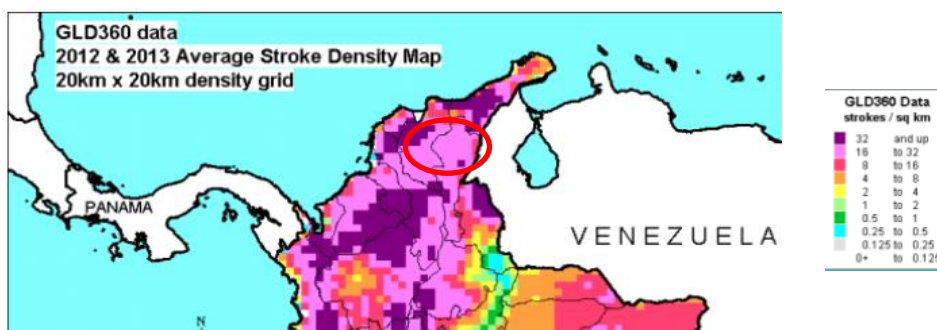 GLD360 data
2012 & 2013 Average Stroke Density Map
20km x 20km density grid
PANAMA
VENEZUELA
N
GLD360 Data
strokes / sq km
32 and up
16 to 32
8 to 16
4 to 8
2 to 4
1 to 2
0.5 to 1
0.25 to 0.5
0.125 to 0.25
0+ to 0.125